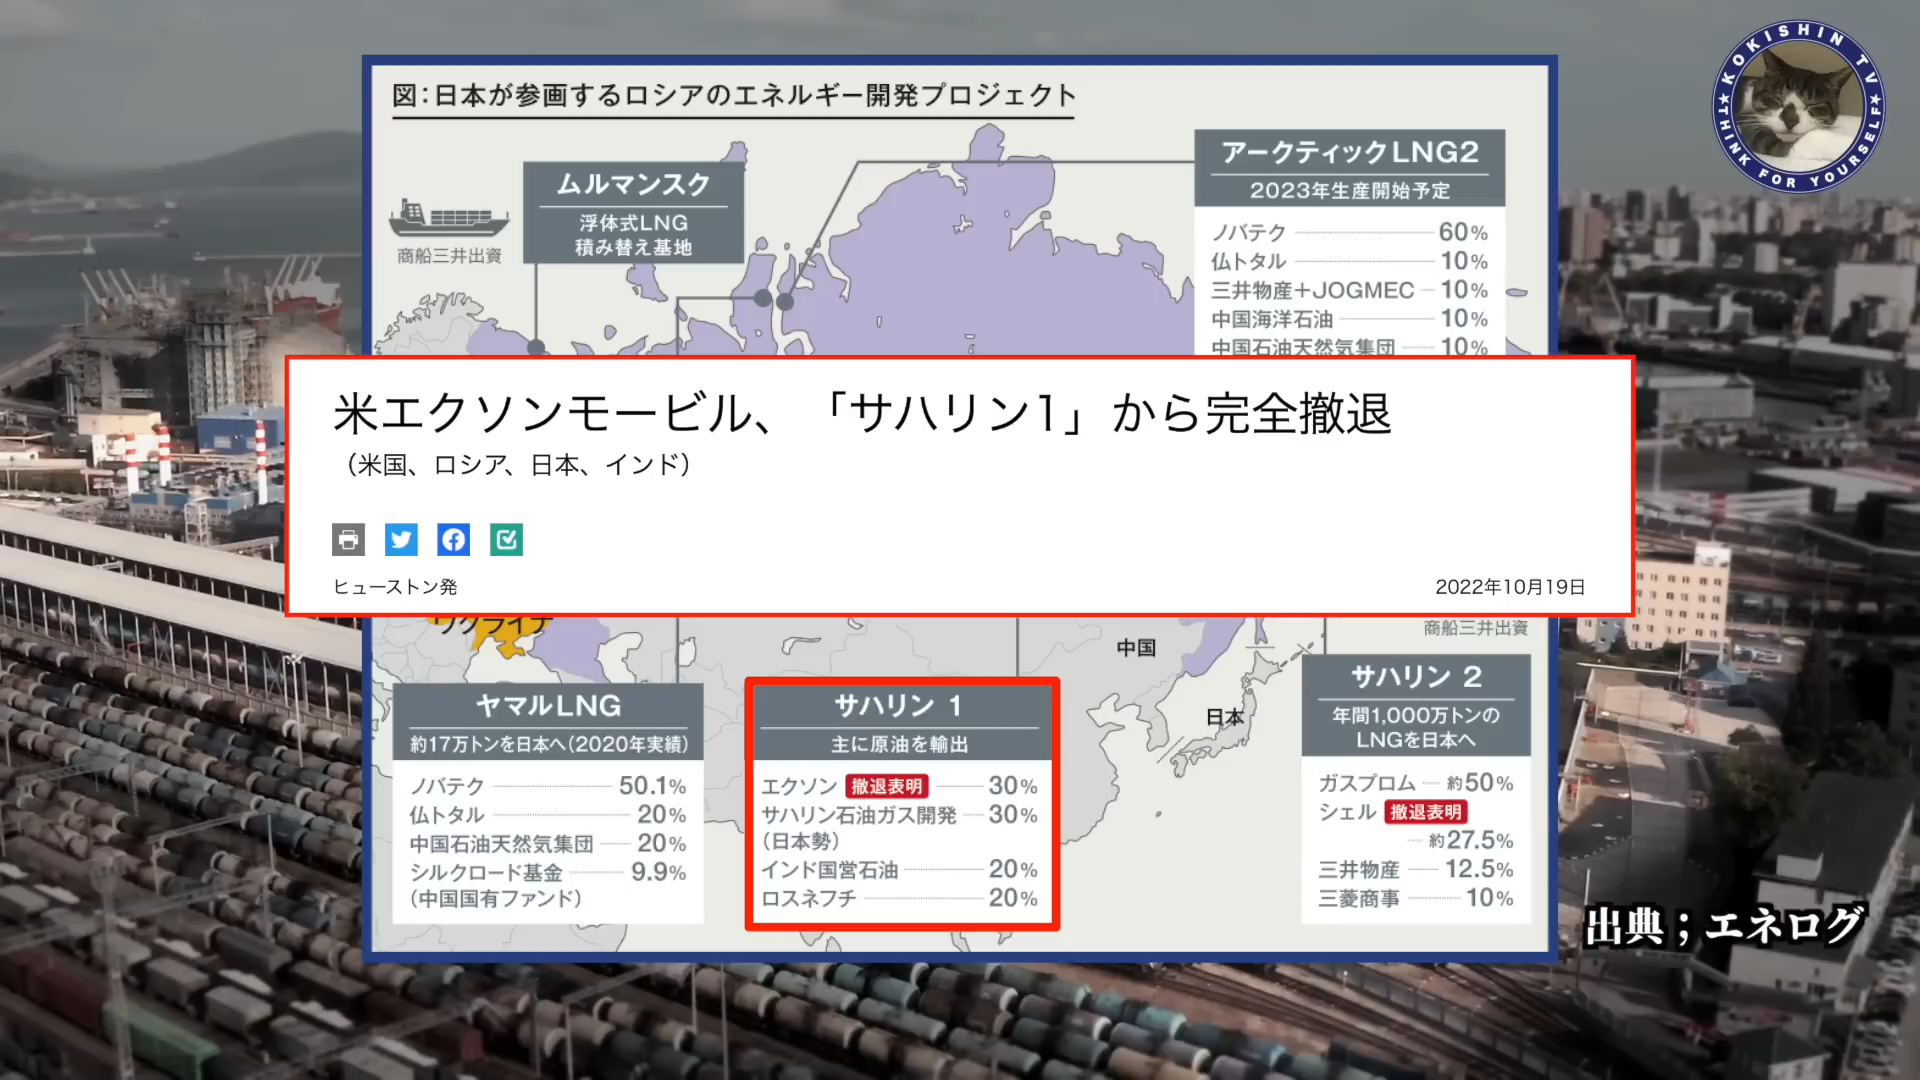 KOKISHIN TV
THINK FOR YOURSELF
図：日本が参画するロシアのエネルギー開発プロジェクト
ムルマンスク
浮体式LNG
積み替え基地
商船三井出資
アークティックLNG2
2023年生産開始予定
ノバテク 60%
仏トタル 10%
三井物産＋JOGMEC 10%
中国海洋石油 10%
中国石油天然気集団 10%
米エクソンモービル、「サハリン1」から完全撤退
（米国、ロシア、日本、インド）
ヒューストン発
2022年10月19日
ウクライナ
中国
日本
商船三井出資
ヤマルLNG
約17万トンを日本へ（2020年実績）
ノバテク 50.1%
仏トタル 20%
中国石油天然気集団 20%
シルクロード基金 9.9%
（中国国有ファンド）
サハリン 1
主に原油を輸出
エクソン 撤退表明 30%
サハリン石油ガス開発 30%
（日本勢）
インド国営石油 20%
ロスネフチ 20%
サハリン 2
年間1,000万トンの
LNGを日本へ
ガスプロム 約50%
シェル 撤退表明
約27.5%
三井物産 12.5%
三菱商事 10%
出典；エネログ